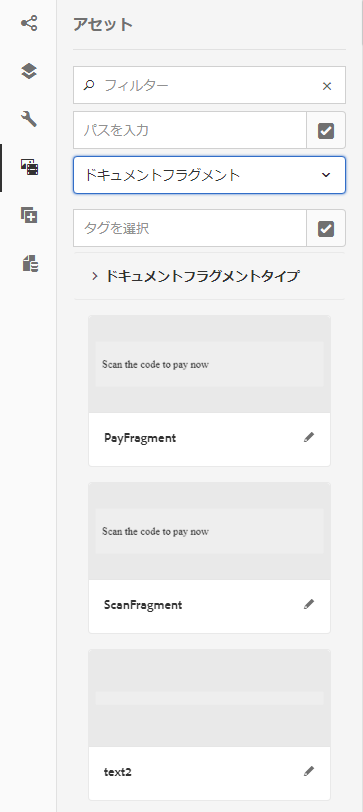 アセット
フィルター
パスを入力
ドキュメントフラグメント
タグを選択
ドキュメントフラグメントタイプ
Scan the code to pay now
PayFragment
Scan the code to pay now
ScanFragment
text2